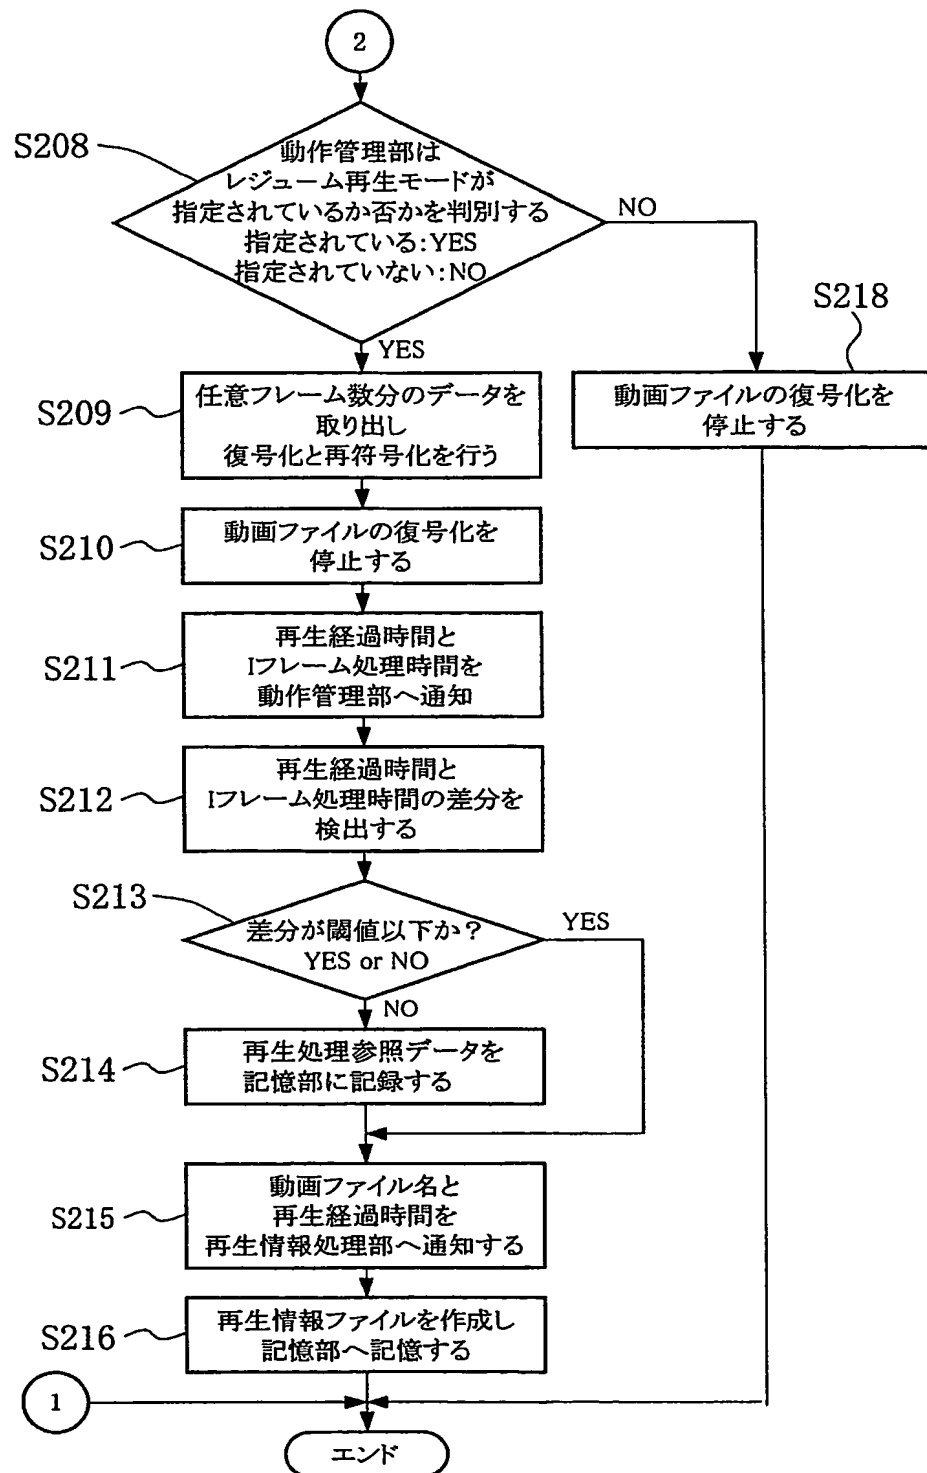 2
S208
動作管理部は
レジューム再生モードが
指定されているか否かを判別する
指定されている:YES
指定されていない:NO
NO
YES
S218
動画ファイルの復号化を
停止する
S209
任意フレーム数分のデータを
取り出し
復号化と再符号化を行う
S210
動画ファイルの復号化を
停止する
S211
再生経過時間と
Iフレーム処理時間を
動作管理部へ通知
S212
再生経過時間と
Iフレーム処理時間の差分を
検出する
S213
差分が閾値以下か?
YES or NO
YES
NO
S214
再生処理参照データを
記憶部に記録する
S215
動画ファイル名と
再生経過時間を
再生情報処理部へ通知する
S216
再生情報ファイルを作成し
記憶部へ記憶する
1
エンド